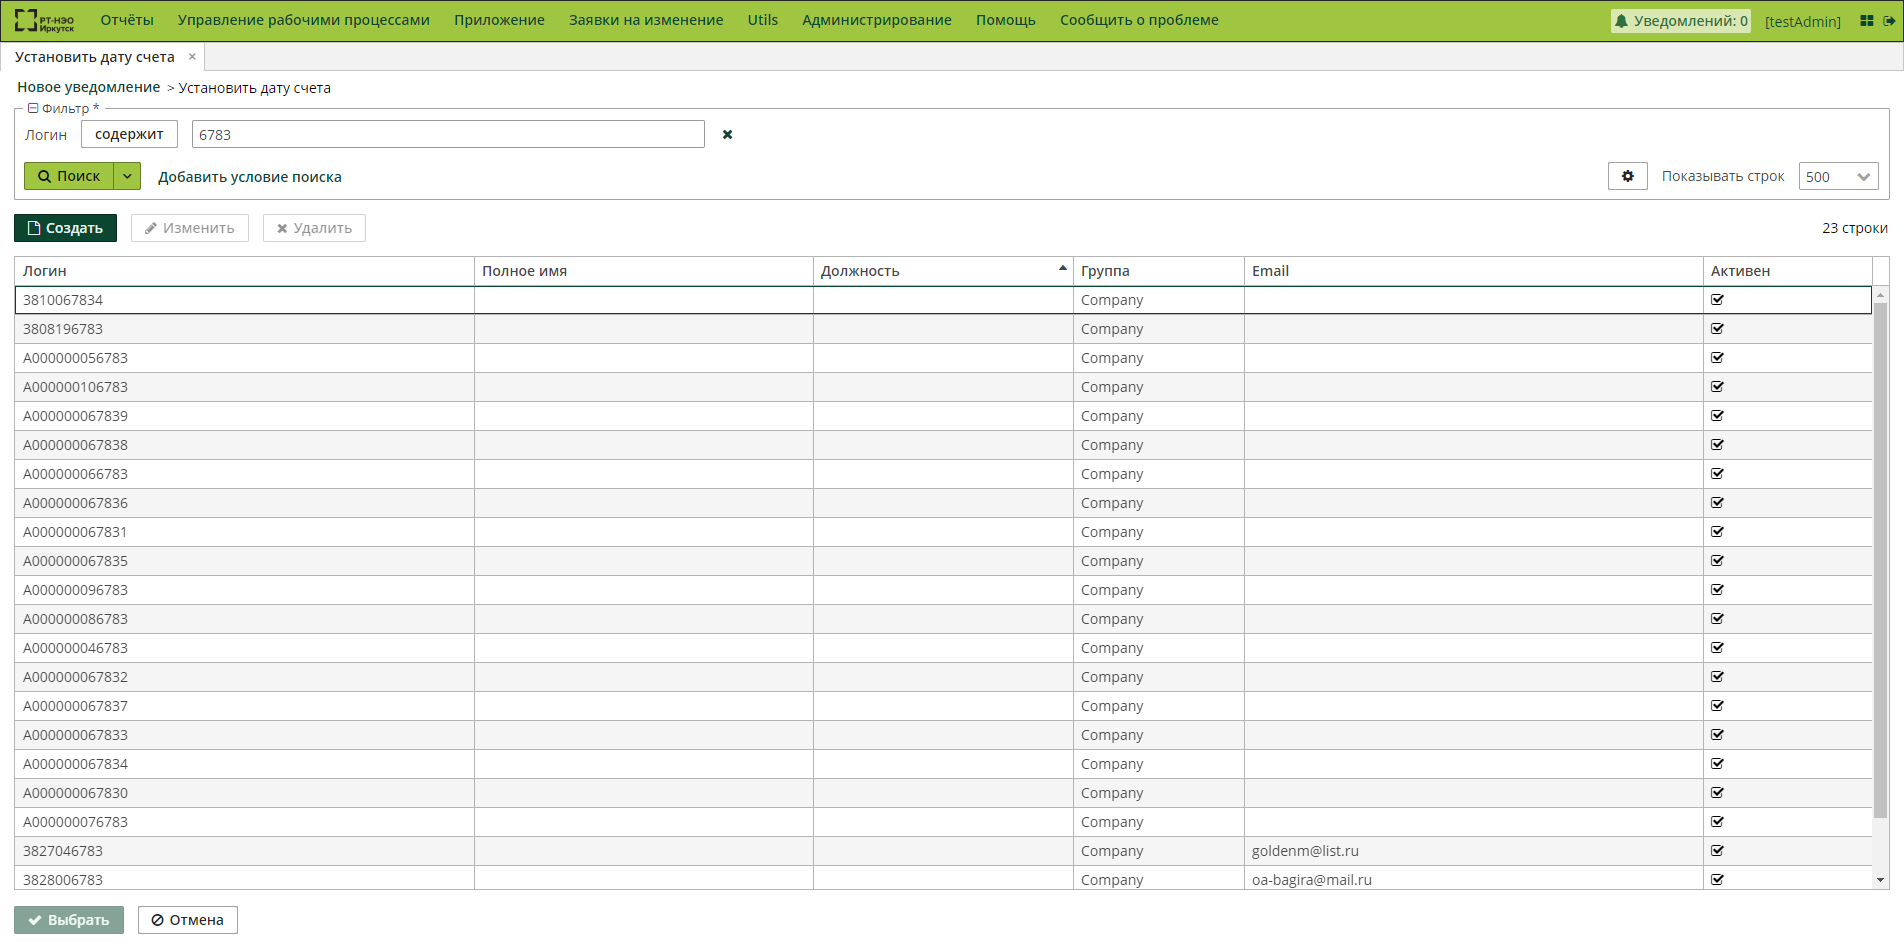 РТ-НЭО Иркутск Отчёты Управление рабочими процессами Приложение Заявки на изменение Utils Администрирование Помощь Сообщить о проблеме Уведомлений: 0 [testAdmin]
Установить дату счета ×
Новое уведомление > Установить дату счета
Фильтр *
Логин содержит 6783
Поиск Добавить условие поиска Показывать строк 500
Создать Изменить Удалить 23 строки
Логин Полное имя Должность Группа Email Активен
3810067834 Company
3808196783 Company
A000000056783 Company
A000000106783 Company
A000000067839 Company
A000000067838 Company
A000000066783 Company
A000000067836 Company
A000000067831 Company
A000000067835 Company
A000000096783 Company
A000000086783 Company
A000000046783 Company
A000000067832 Company
A000000067837 Company
A000000067833 Company
A000000067834 Company
A000000067830 Company
A000000076783 Company
3827046783 Company goldenm@list.ru
3828006783 Company oa-bagira@mail.ru
Выбрать Отмена